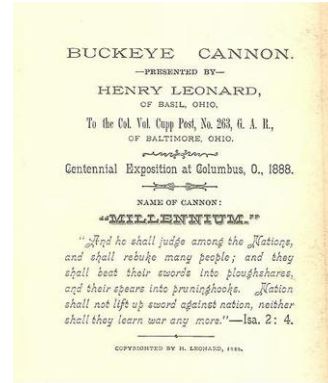 BUCKEYE CANNON.
—PRESENTED BY—
HENRY LEONARD,
OF BASIL, OHIO.
To the Col. Vol. Cupp Post, No. 263, G. A. R.,
OF BALTIMORE, OHIO.
Centennial Exposition at Columbus, O., 1888.
NAME OF CANNON:
"MILLENNIUM."
"And he shall judge among the Nations,
and shall rebuke many people; and they
shall beat their swords into ploughshares,
and their spears into pruninghooks. Nation
shall not lift up sword against nation, neither
shall they learn war any more."—Isa. 2: 4.
COPYRIGHTED BY H. LEONARD,